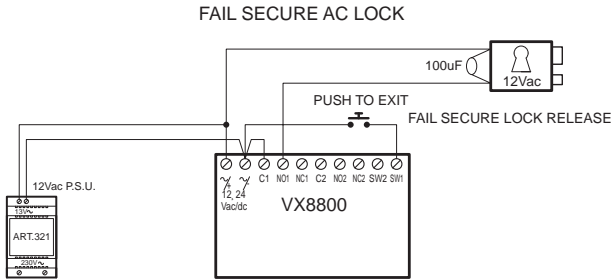 FAIL SECURE AC LOCK
100uF
12Vac
PUSH TO EXIT
FAIL SECURE LOCK RELEASE
12Vac P.S.U.
C1 NO1 NC1 C2 NO2 NC2 SW2 SW1
12, 24
Vac/dc
VX8800
13V~
ART.321
230V~